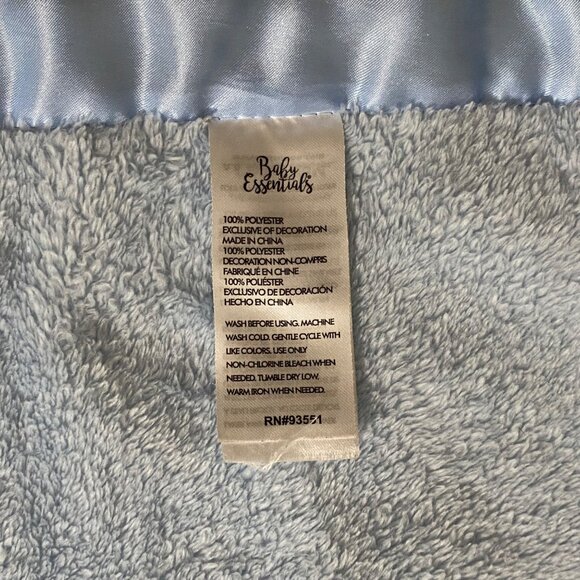 Baby
Essentials
100% POLYESTER
EXCLUSIVE OF DECORATION
MADE IN CHINA
100% POLYESTER
DECORATION NON-COMPRIS
FABRIQUÉ EN CHINE
100% POLIÉSTER
EXCLUSIVO DE DECORACIÓN
HECHO EN CHINA
WASH BEFORE USING. MACHINE
WASH COLD. GENTLE CYCLE WITH
LIKE COLORS. USE ONLY
NON-CHLORINE BLEACH WHEN
NEEDED. TUMBLE DRY LOW.
WARM IRON WHEN NEEDED.
RN#93551